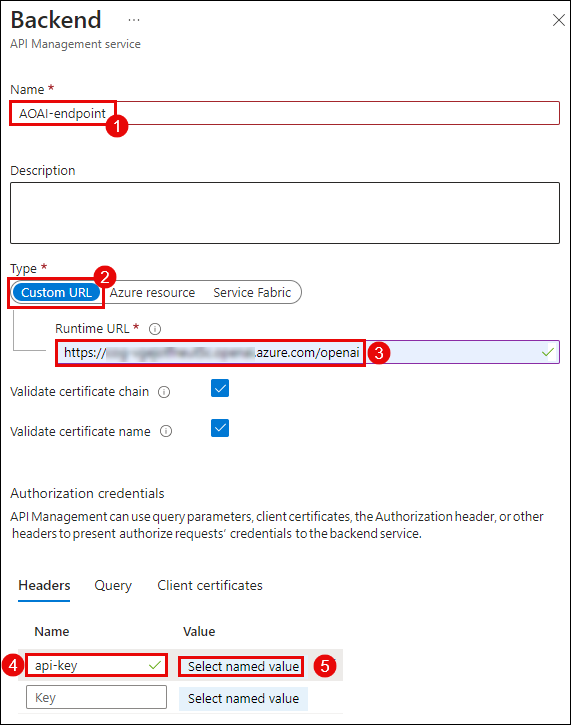 Backend ...
API Management service
Name *
AOAI-endpoint
1
Description
Type *
2
Custom URL Azure resource Service Fabric
Runtime URL *
https:// .azure.com/openai
3
Validate certificate chain
Validate certificate name
Authorization credentials
API Management can use query parameters, client certificates, the Authorization header, or other
headers to present authorize requests' credentials to the backend service.
Headers Query Client certificates
Name Value
4 api-key Select named value 5
Key Select named value